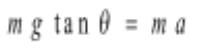 m g tan θ = m a